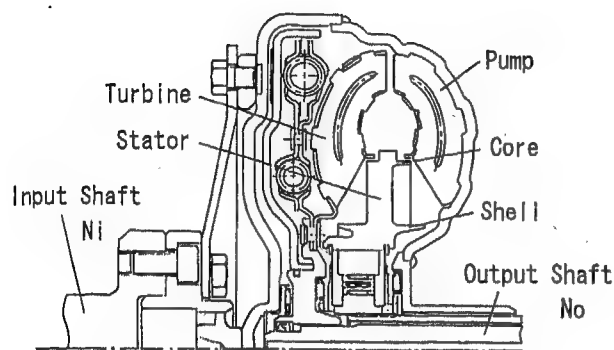 Pump
Turbine
Stator
Core
Input Shaft
Ni
Shell
Output Shaft
No